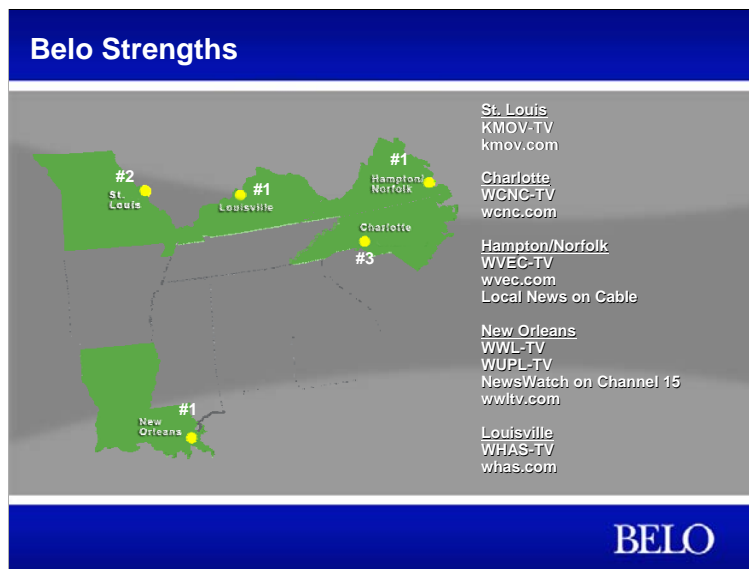 Belo Strengths
#2
St.
Louis
#1
Louisville
#1
Hampton/
Norfolk
Charlotte
#3
#1
New
Orleans
St. Louis
KMOV-TV
kmov.com
Charlotte
WCNC-TV
wcnc.com
Hampton/Norfolk
WVEC-TV
wvec.com
Local News on Cable
New Orleans
WWL-TV
WUPL-TV
NewsWatch on Channel 15
wwltv.com
Louisville
WHAS-TV
whas.com
BELO